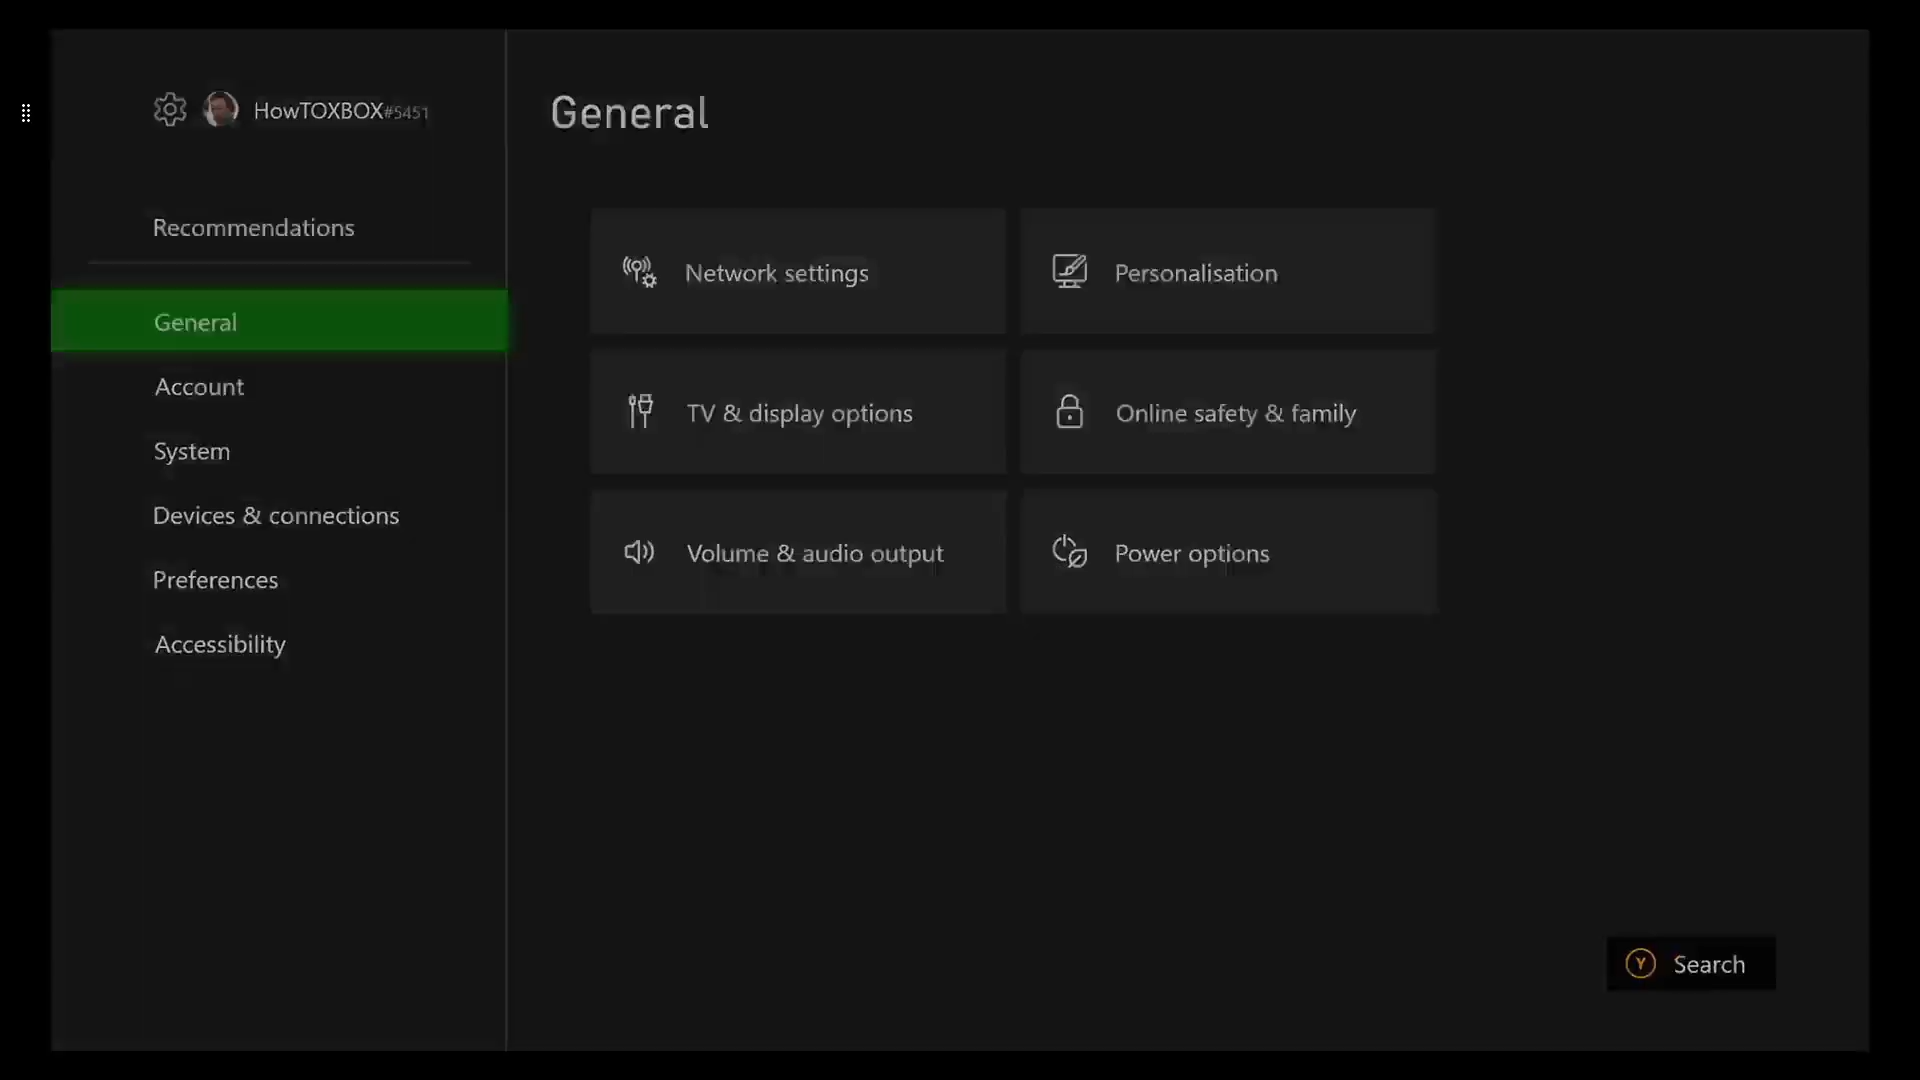 HowTOXBOX#5451
Recommendations
General
Account
System
Devices & connections
Preferences
Accessibility
General
Network settings
Personalisation
TV & display options
Online safety & family
Volume & audio output
Power options
Y Search